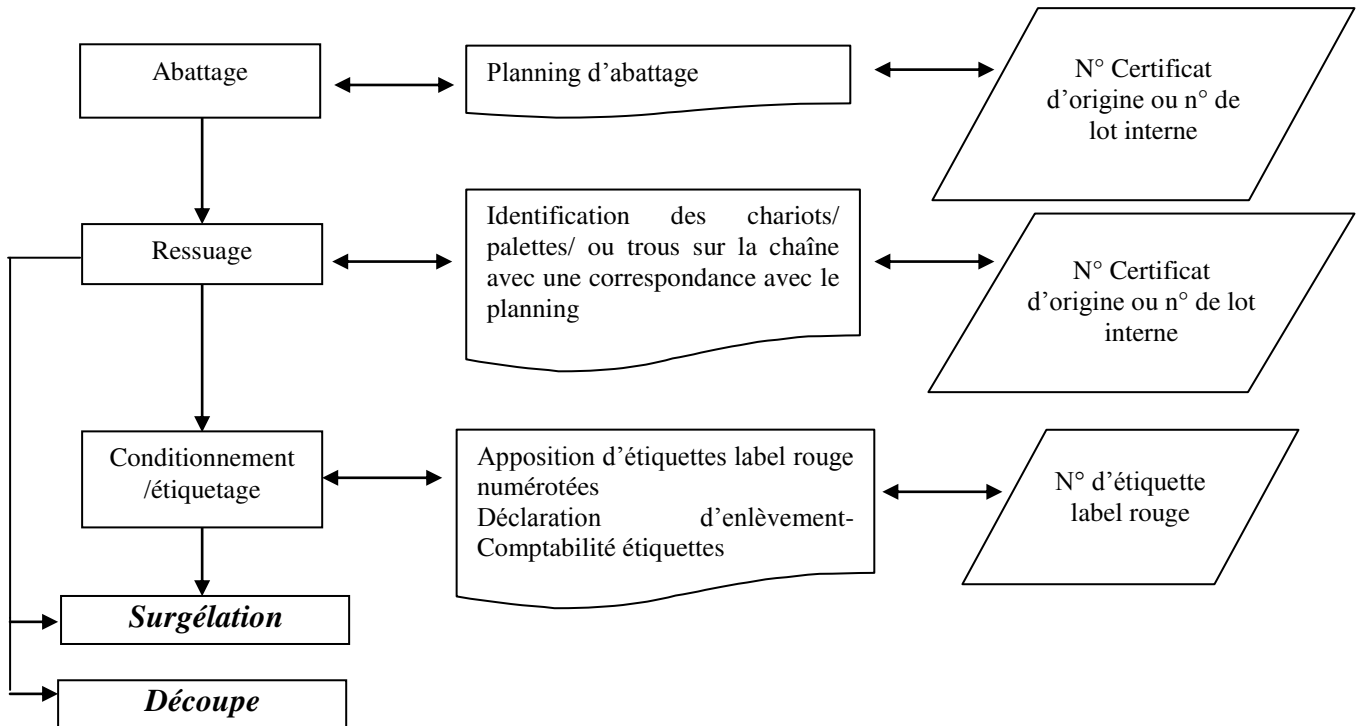 Abattage
Planning d’abattage
N° Certificat
d’origine ou n° de
lot interne
Ressuage
Identification des chariots/
palettes/ ou trous sur la chaîne
avec une correspondance avec le
planning
N° Certificat
d’origine ou n° de lot
interne
Conditionnement
/étiquetage
Apposition d’étiquettes label rouge
numérotées
Déclaration d’enlèvement-
Comptabilité étiquettes
N° d’étiquette
label rouge
Surgélation
Découpe